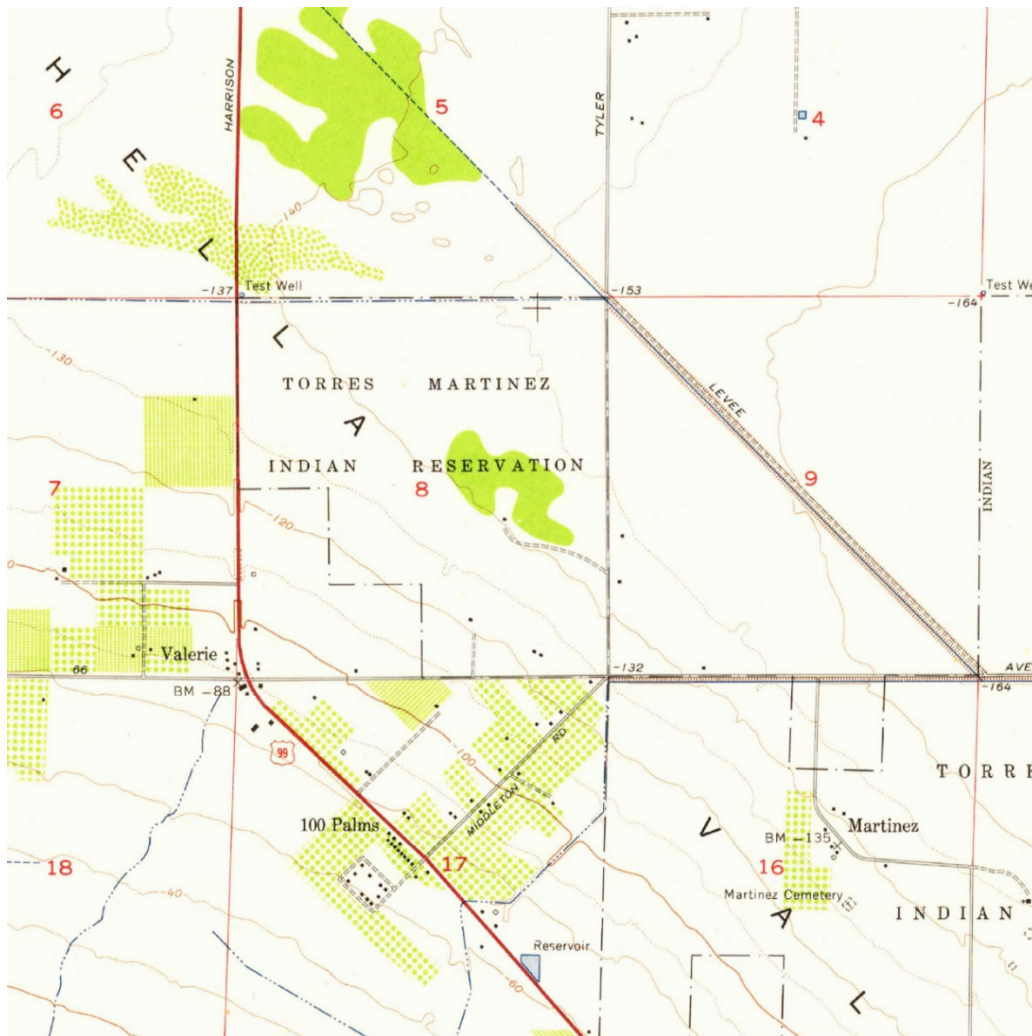 H
6
HARRISON
5
TYLER
4
E
L
-140
-137
Test Well
-153
-164
Test We
L
-130
TORRES MARTINEZ
LEVEE
A
INDIAN RESERVATION
7
8
9
INDIAN
-120
0
Valerie
66
-132
AVE
BM -88
-164
99
-100
RD
TORRE
MIDDLETON
100 Palms
V
BM -135
Martinez
18
17
16
-40
Martinez Cemetery
A
INDIAN
Reservoir
-60
L